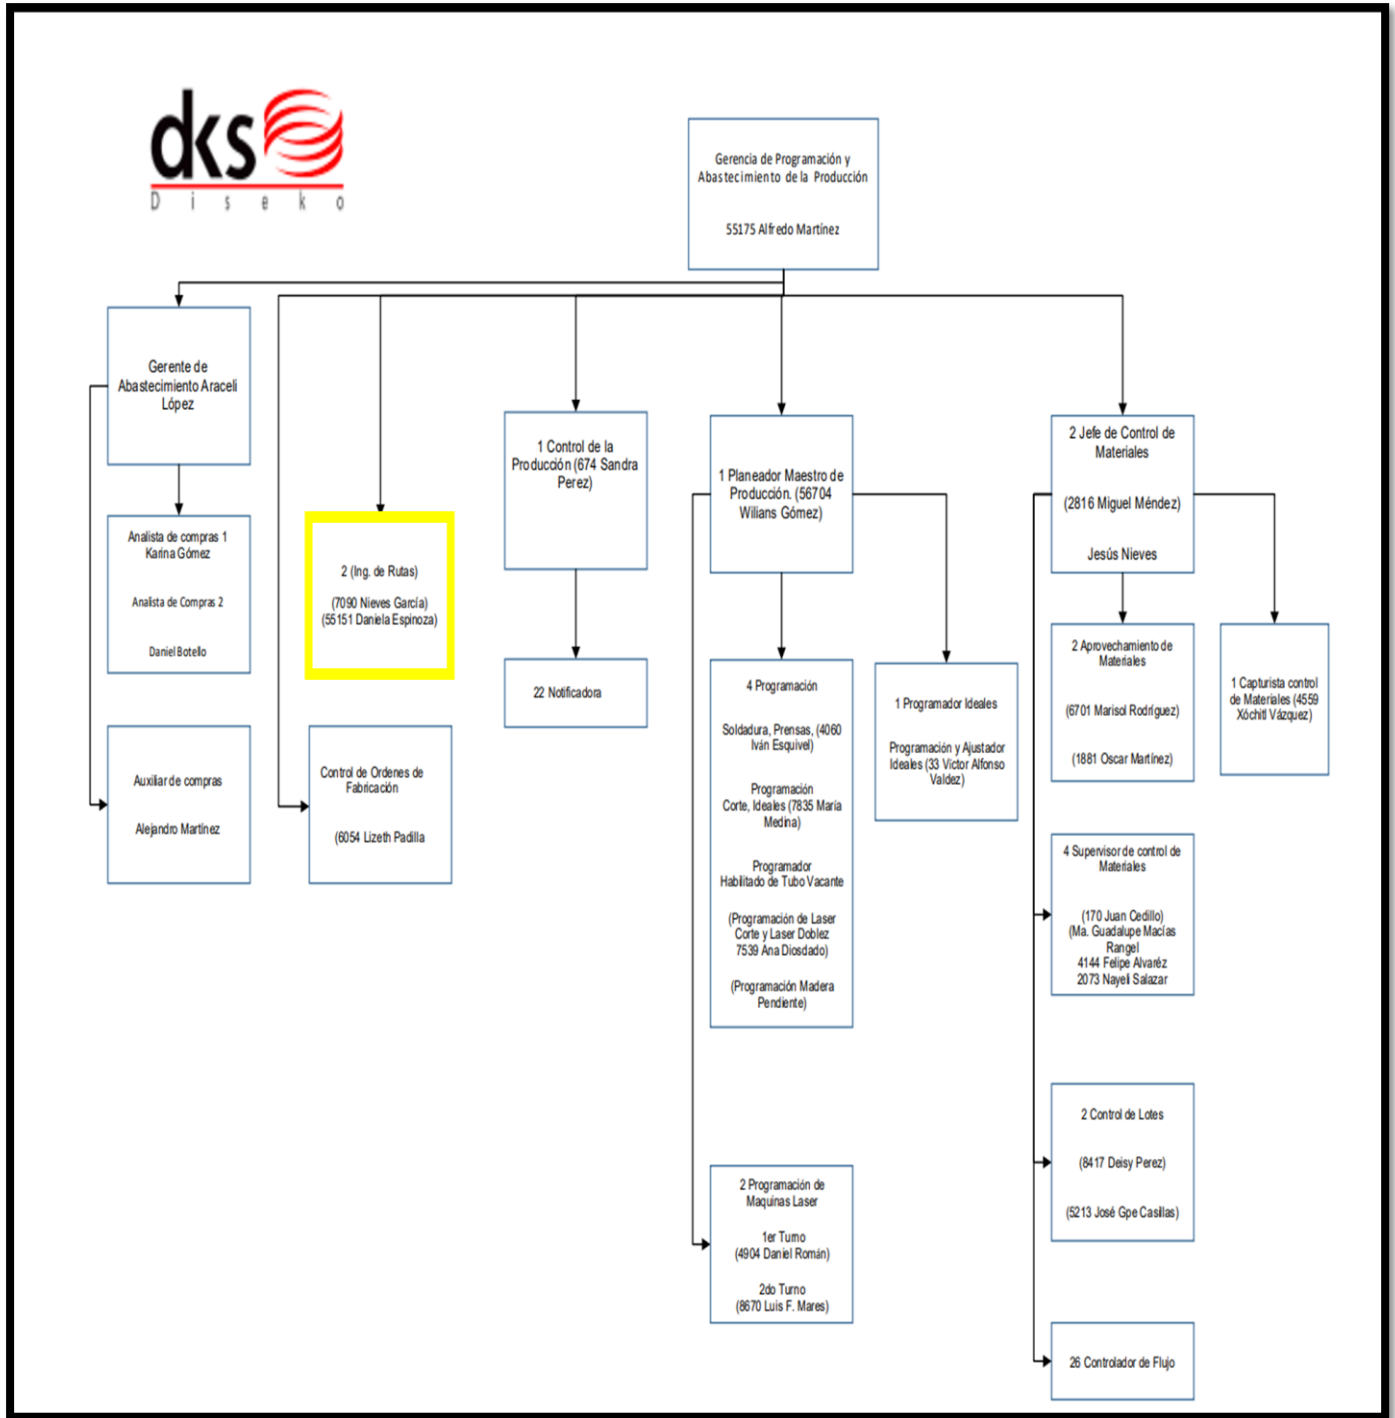 dks
Diseko
Gerencia de Programación y
Abastecimiento de la Producción
55175 Alfredo Martínez
Gerente de
Abastecimiento Araceli
López
Analista de compras 1
Karina Gómez
Analista de Compras 2
Daniel Botello
Auxiliar de compras
Alejandro Martínez
2 (Ing. de Rutas)
(7090 Nieves García)
(55151 Daniela Espinoza)
Control de Ordenes de
Fabricación
(6054 Lizeth Padilla
1 Control de la
Producción (674 Sandra
Perez)
22 Notificadora
1 Planeador Maestro de
Producción. (56704
Wilians Gómez)
4 Programación
Soldadura, Prensas, (4060
Iván Esquivel)
Programación
Corte, Ideales (7835 María
Medina)
Programador
Habilitado de Tubo Vacante
(Programación de Laser
Corte y Laser Doblez
7539 Ana Diosdado)
(Programación Madera
Pendiente)
1 Programador Ideales
Programación y Ajustador
Ideales (33 Victor Alfonso
Valdez)
2 Programación de
Maquinas Laser
1er Turno
(4904 Daniel Román)
2do Turno
(8670 Luis F. Mares)
2 Jefe de Control de
Materiales
(2816 Miguel Méndez)
Jesús Nieves
2 Aprovechamiento de
Materiales
(6701 Marisol Rodríguez)
(1881 Oscar Martínez)
1 Capturista control
de Materiales (4559
Xóchitl Vázquez)
4 Supervisor de control de
Materiales
(170 Juan Cedillo)
(Ma. Guadalupe Macías
Rangel
4144 Felipe Alvaréz
2073 Nayeli Salazar
2 Control de Lotes
(8417 Deisy Perez)
(5213 José Gpe Casillas)
26 Controlador de Flujo